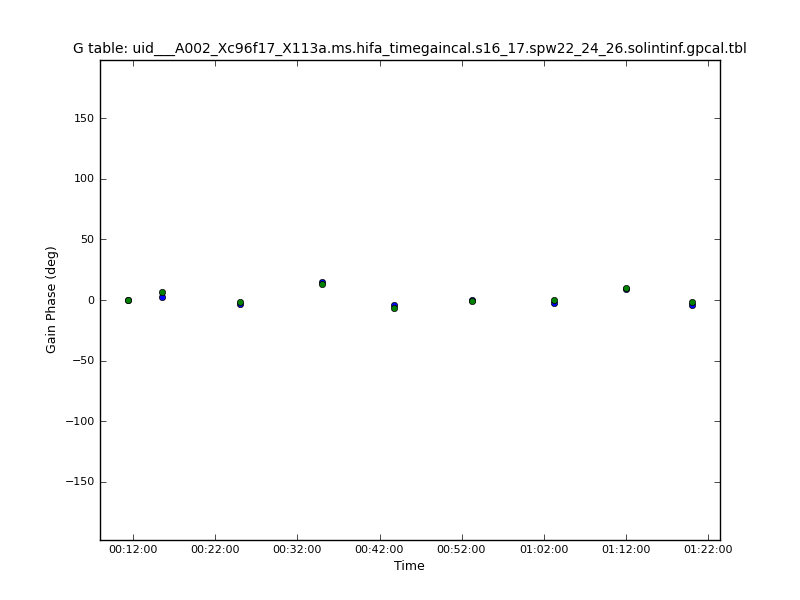 G table: uid___A002_Xc96f17_X113a.ms.hifa_timegaincal.s16_17.spw22_24_26.solintinf.gpcal.tbl
150
100
50
0
−50
−100
−150
Gain Phase (deg)
00:12:00 00:22:00 00:32:00 00:42:00 00:52:00 01:02:00 01:12:00 01:22:00
Time